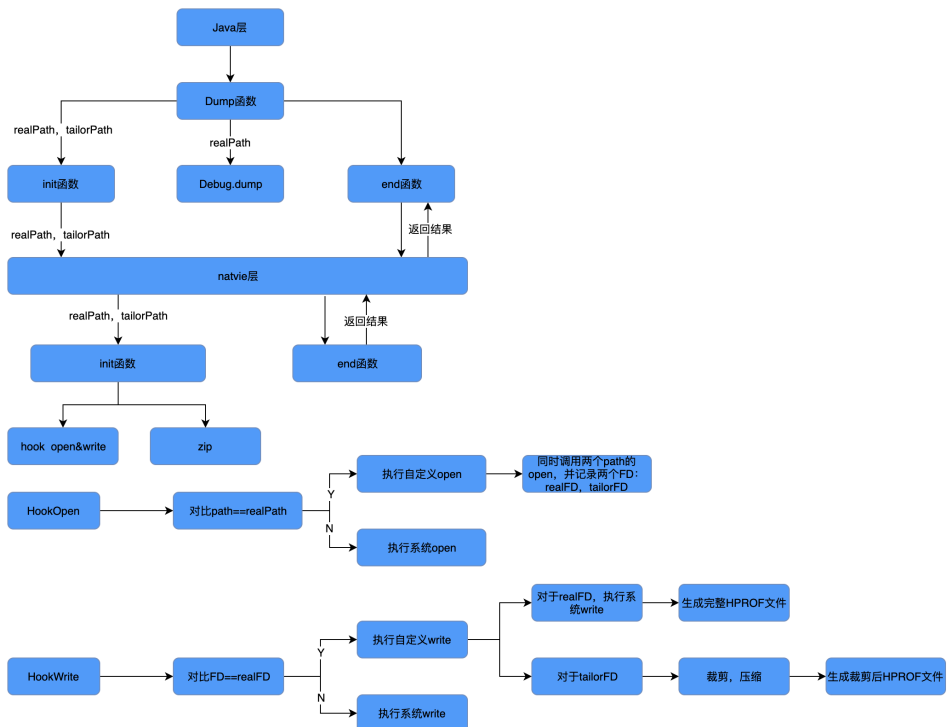 Java层
Dump函数
realPath，tailorPath
realPath
init函数
Debug.dump
end函数
realPath，tailorPath
返回结果
natvie层
realPath，tailorPath
返回结果
init函数
end函数
hook open&write
zip
执行自定义open
同时调用两个path的
open，并记录两个FD：
realFD，tailorFD
Y
HookOpen
对比path==realPath
N
执行系统open
对于realFD，执行系
统write
生成完整HPROF文件
执行自定义write
Y
HookWrite
对比FD==realFD
对于tailorFD
裁剪，压缩
生成裁剪后HPROF文件
N
执行系统write